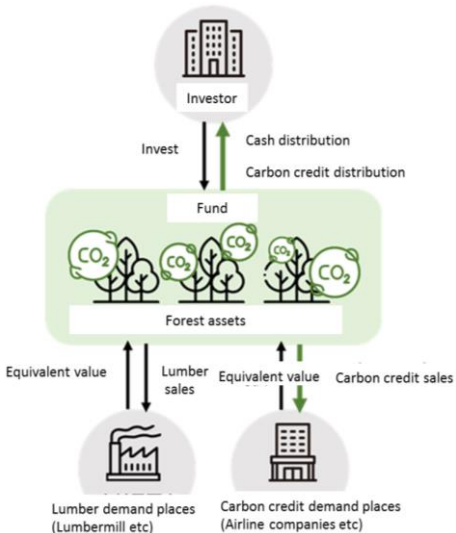 Investor
Invest
Cash distribution
Carbon credit distribution
Fund
CO₂
CO₂
CO₂
CO₂
CO₂
Forest assets
Equivalent value
Lumber
sales
Equivalent value
Carbon credit sales
Lumber demand places
(Lumbermill etc)
Carbon credit demand places
(Airline companies etc)